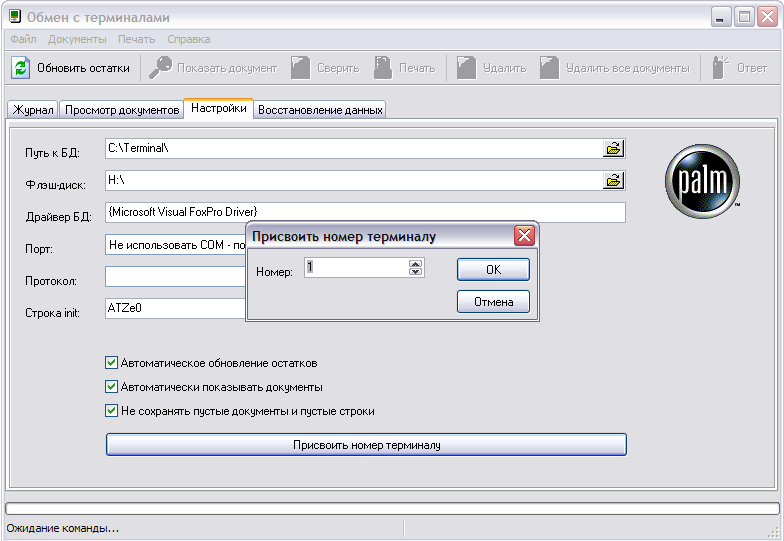 Обмен с терминалами
Файл Документы Печать Справка
Обновить остатки Показать документ Сверить Печать Удалить Удалить все документы Ответ
Журнал Просмотр документов Настройки Восстановление данных
Путь к БД: C:\Terminal\
Флэш-диск: H:\
Драйвер БД: {Microsoft Visual FoxPro Driver}
Порт: Не использовать COM - по
Протокол:
Строка init: ATZe0
palm
TM
Присвоить номер терминалу
Номер: 1
OK
Отмена
Автоматическое обновление остатков
Автоматически показывать документы
Не сохранять пустые документы и пустые строки
Присвоить номер терминалу
Ожидание команды...